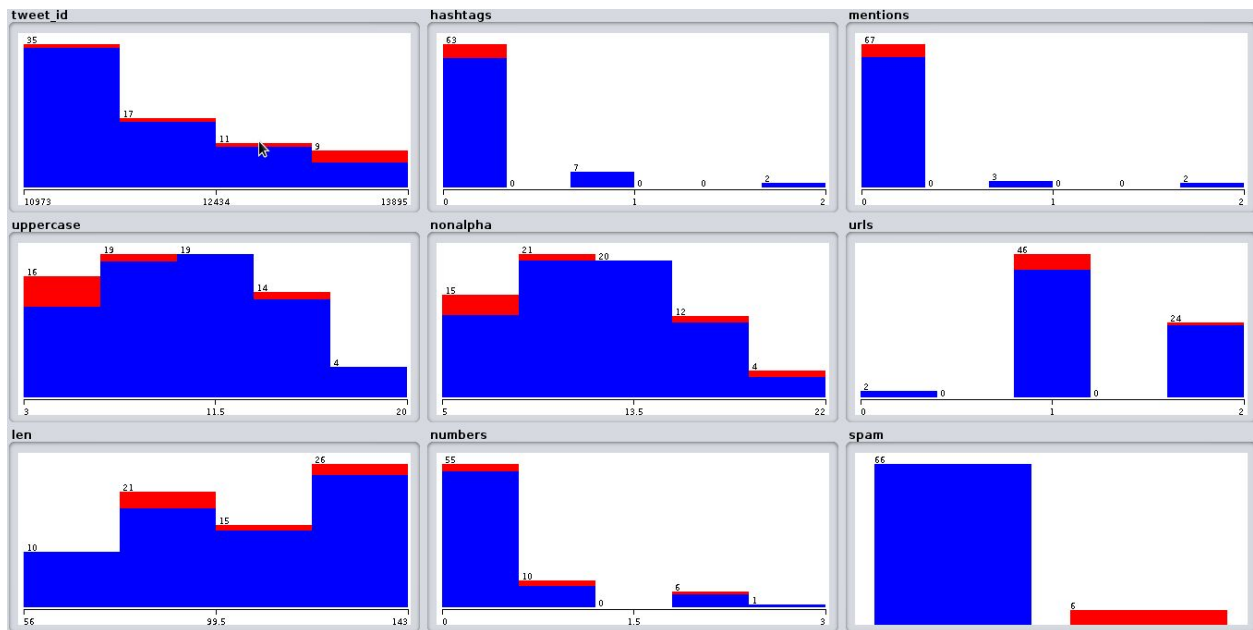 tweet_id
35
17
11
9
10973 12434 13895
hashtags
63
0
7
0
0
2
0 1 2
mentions
67
0
3
0
0
2
0 1 2
uppercase
16
19
19
14
4
3 11.5 20
nonalpha
15
21
20
12
4
5 13.5 22
urls
2
0
46
0
24
0 1 2
len
10
21
15
26
56 99.5 143
numbers
55
10
0
6
1
0 1.5 3
spam
66
6